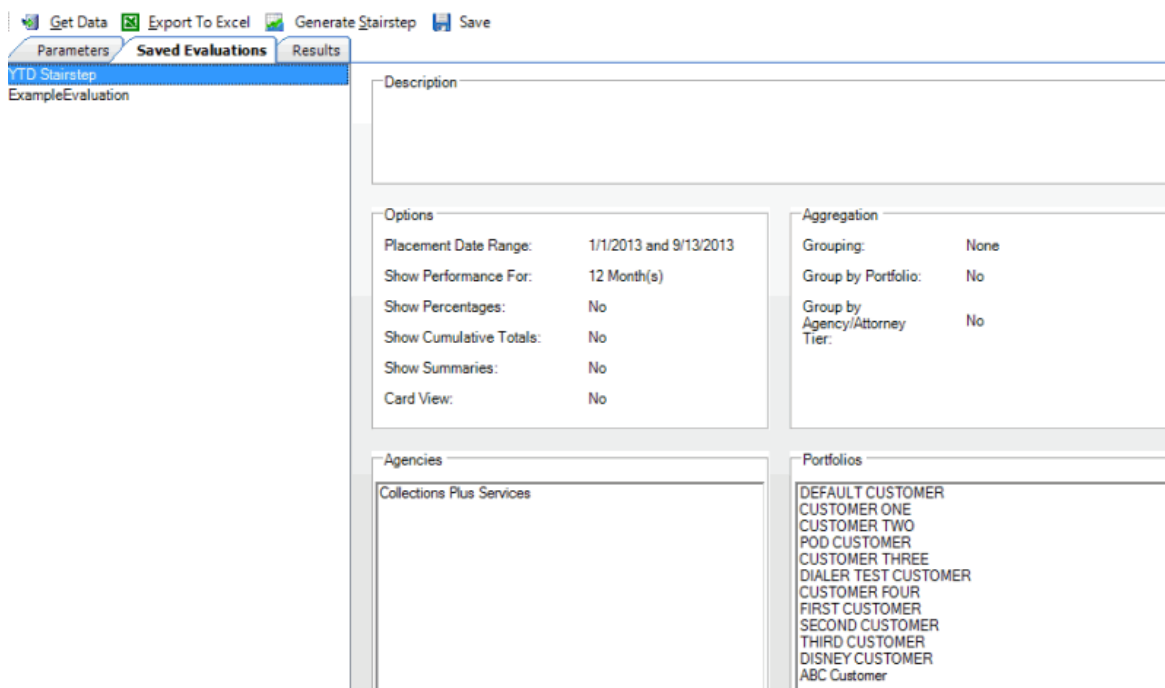 Get Data Export To Excel Generate Stairstep Save
Parameters Saved Evaluations Results
YTD Stairstep
ExampleEvaluation
Description
Options
Placement Date Range: 1/1/2013 and 9/13/2013
Show Performance For: 12 Month(s)
Show Percentages: No
Show Cumulative Totals: No
Show Summaries: No
Card View: No
Aggregation
Grouping: None
Group by Portfolio: No
Group by
Agency/Attorney No
Tier:
Agencies
Collections Plus Services
Portfolios
DEFAULT CUSTOMER
CUSTOMER ONE
CUSTOMER TWO
POD CUSTOMER
CUSTOMER THREE
DIALER TEST CUSTOMER
CUSTOMER FOUR
FIRST CUSTOMER
SECOND CUSTOMER
THIRD CUSTOMER
DISNEY CUSTOMER
ABC Customer